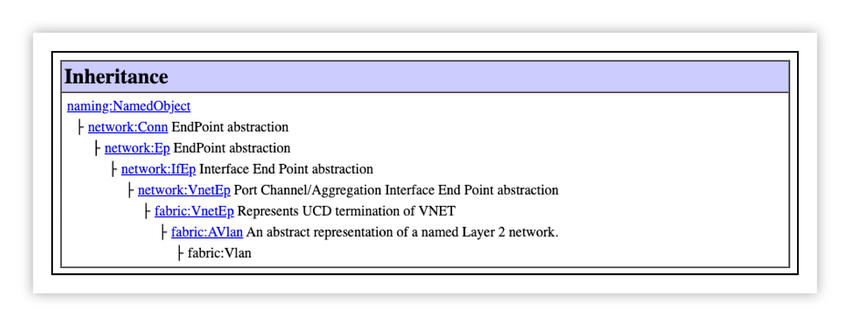 Inheritance
naming:NamedObject
├ network:Conn EndPoint abstraction
├ network:Ep EndPoint abstraction
├ network:IfEp Interface End Point abstraction
├ network:VnetEp Port Channel/Aggregation Interface End Point abstraction
├ fabric:VnetEp Represents UCD termination of VNET
├ fabric:AVlan An abstract representation of a named Layer 2 network.
├ fabric:Vlan